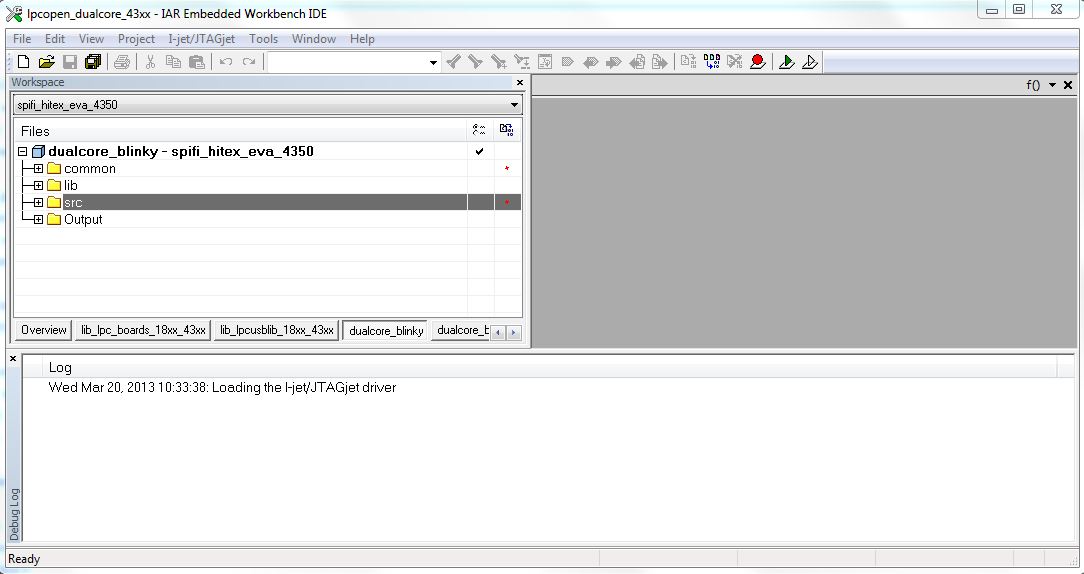 lpcopen_dualcore_43xx - IAR Embedded Workbench IDE
File Edit View Project I-jet/JTAGjet Tools Window Help
Workspace
f()
spifi_hitex_eva_4350
Files
dualcore_blinky - spifi_hitex_eva_4350
common
lib
src
Output
Overview lib_lpc_boards_18xx_43xx lib_lpcusblib_18xx_43xx dualcore_blinky dualcore_b
Log
Wed Mar 20, 2013 10:33:38: Loading the I-jet/JTAGjet driver
Debug Log
Ready